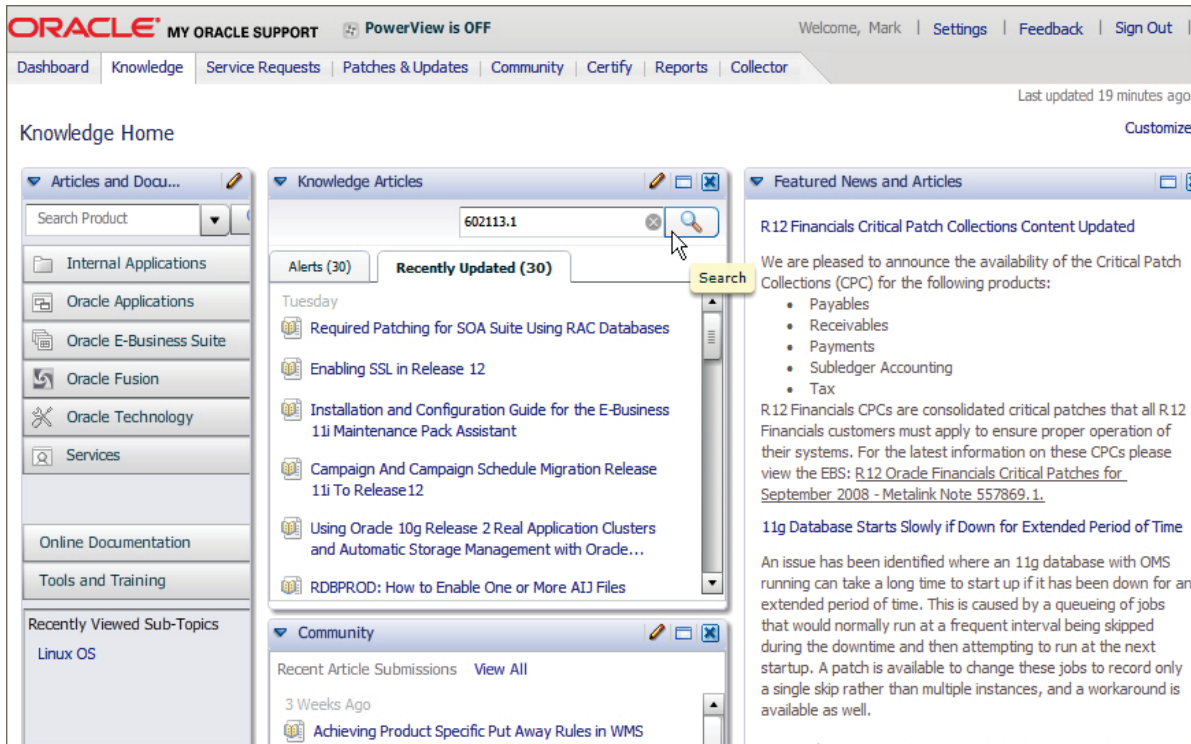 ORACLE MY ORACLE SUPPORT PowerView is OFF Welcome, Mark | Settings | Feedback | Sign Out |
Dashboard Knowledge Service Requests | Patches & Updates | Community | Certify | Reports | Collector
Last updated 19 minutes ago
Knowledge Home Customize
Articles and Docu...
Search Product
Internal Applications
Oracle Applications
Oracle E-Business Suite
Oracle Fusion
Oracle Technology
Services
Online Documentation
Tools and Training
Recently Viewed Sub-Topics
Linux OS
Knowledge Articles
602113.1
Search
Alerts (30) Recently Updated (30)
Tuesday
Required Patching for SOA Suite Using RAC Databases
Enabling SSL in Release 12
Installation and Configuration Guide for the E-Business
11i Maintenance Pack Assistant
Campaign And Campaign Schedule Migration Release
11i To Release12
Using Oracle 10g Release 2 Real Application Clusters
and Automatic Storage Management with Oracle...
RDBPROD: How to Enable One or More AIJ Files
Community
Recent Article Submissions View All
3 Weeks Ago
Achieving Product Specific Put Away Rules in WMS
Featured News and Articles
R12 Financials Critical Patch Collections Content Updated
We are pleased to announce the availability of the Critical Patch
Collections (CPC) for the following products:
• Payables
• Receivables
• Payments
• Subledger Accounting
• Tax
R12 Financials CPCs are consolidated critical patches that all R12
Financials customers must apply to ensure proper operation of
their systems. For the latest information on these CPCs please
view the EBS: R12 Oracle Financials Critical Patches for
September 2008 - Metalink Note 557869.1.
11g Database Starts Slowly if Down for Extended Period of Time
An issue has been identified where an 11g database with OMS
running can take a long time to start up if it has been down for an
extended period of time. This is caused by a queueing of jobs
that would normally run at a frequent interval being skipped
during the downtime and then attempting to run at the next
startup. A patch is available to change these jobs to record only
a single skip rather than multiple instances, and a workaround is
available as well.